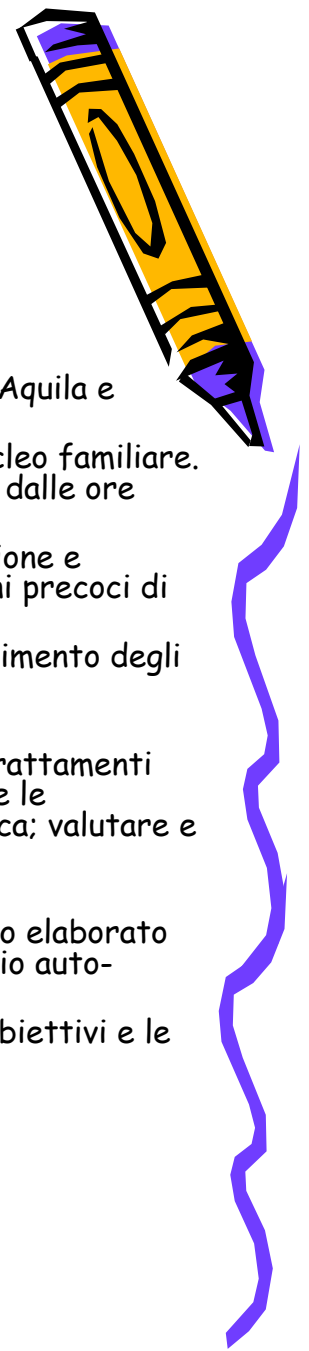 Aquila e
cleo familiare.
dalle ore
ione e
ni precoci di
imento degli
rattamenti
e le
ca; valutare e
o elaborato
io auto-
biettivi e le